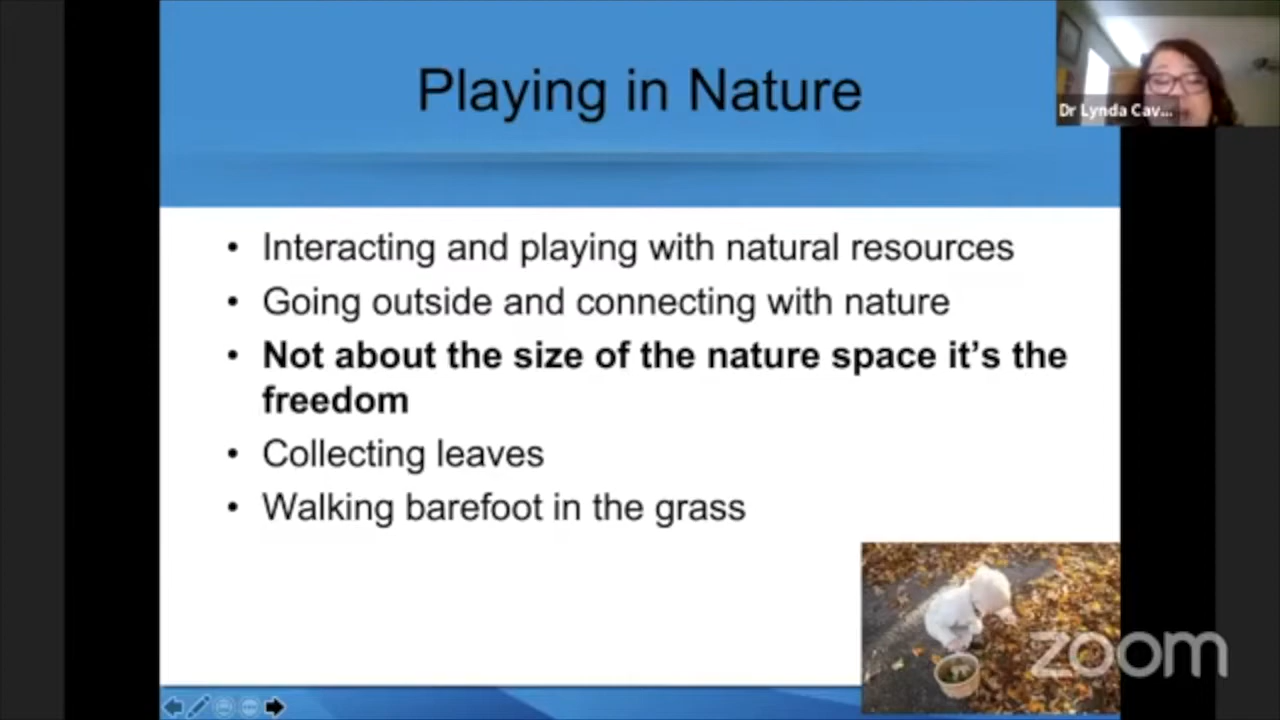 Playing in Nature
Dr Lynda Cav...
• Interacting and playing with natural resources
• Going outside and connecting with nature
• Not about the size of the nature space it’s the
freedom
• Collecting leaves
• Walking barefoot in the grass
zoom